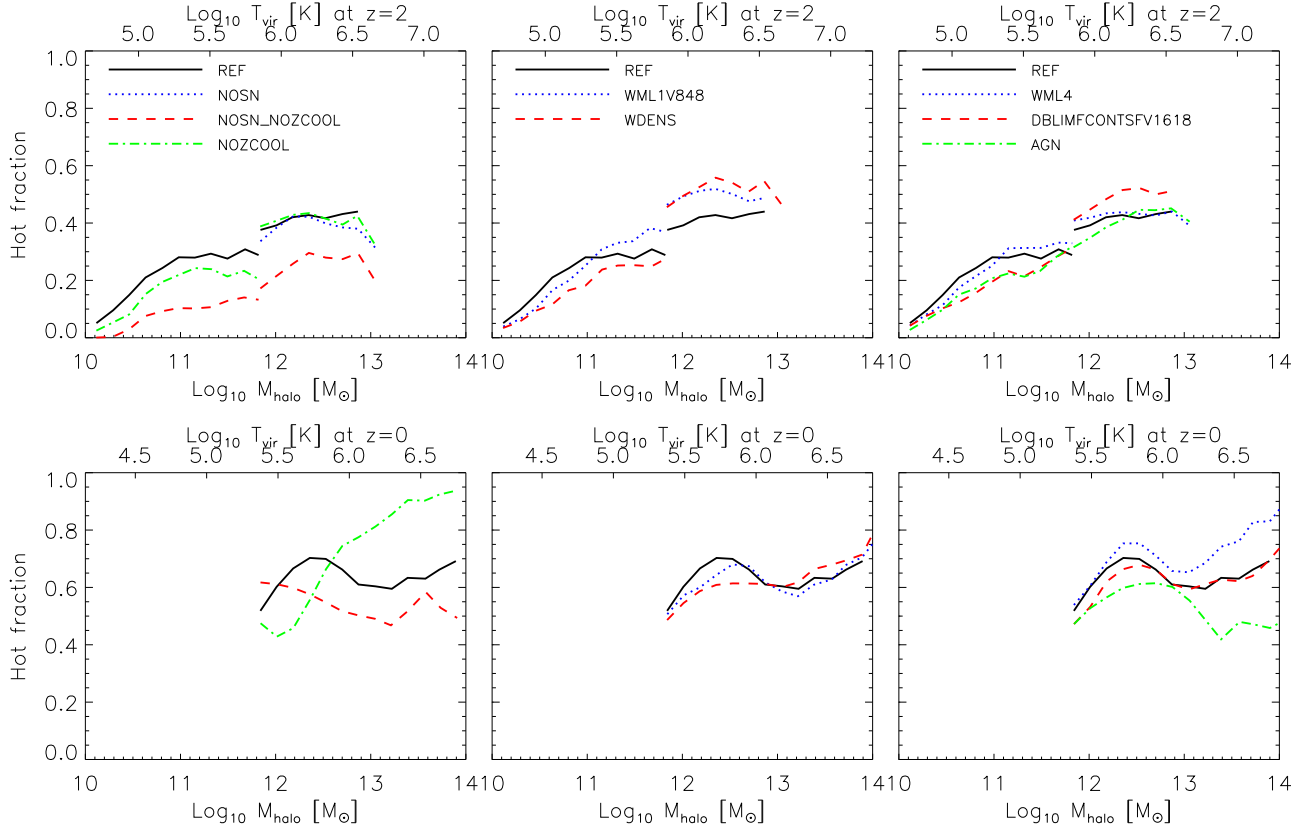 Log10 Tvir [K] at z=2 Log10 Tvir [K] at z=2 Log10 Tvir [K] at z=2
5.0 5.5 6.0 6.5 7.0 5.0 5.5 6.0 6.5 7.0 5.0 5.5 6.0 6.5 7.0
1.0
REF REF REF
NOSN WML1V848 WML4
0.8
NOSN_NOZCOOL WDENS DBLIMFCONTSFV1618
NOZCOOL AGN
0.6
0.4
0.2
0.0
Hot fraction
10 11 12 13 14 10 11 12 13 14 10 11 12 13 14
Log10 Mhalo [M⊙] Log10 Mhalo [M⊙] Log10 Mhalo [M⊙]
Log10 Tvir [K] at z=0 Log10 Tvir [K] at z=0 Log10 Tvir [K] at z=0
4.5 5.0 5.5 6.0 6.5 4.5 5.0 5.5 6.0 6.5 4.5 5.0 5.5 6.0 6.5
1.0
0.8
0.6
0.4
0.2
0.0
Hot fraction
10 11 12 13 14 10 11 12 13 14 10 11 12 13 14
Log10 Mhalo [M⊙] Log10 Mhalo [M⊙] Log10 Mhalo [M⊙]